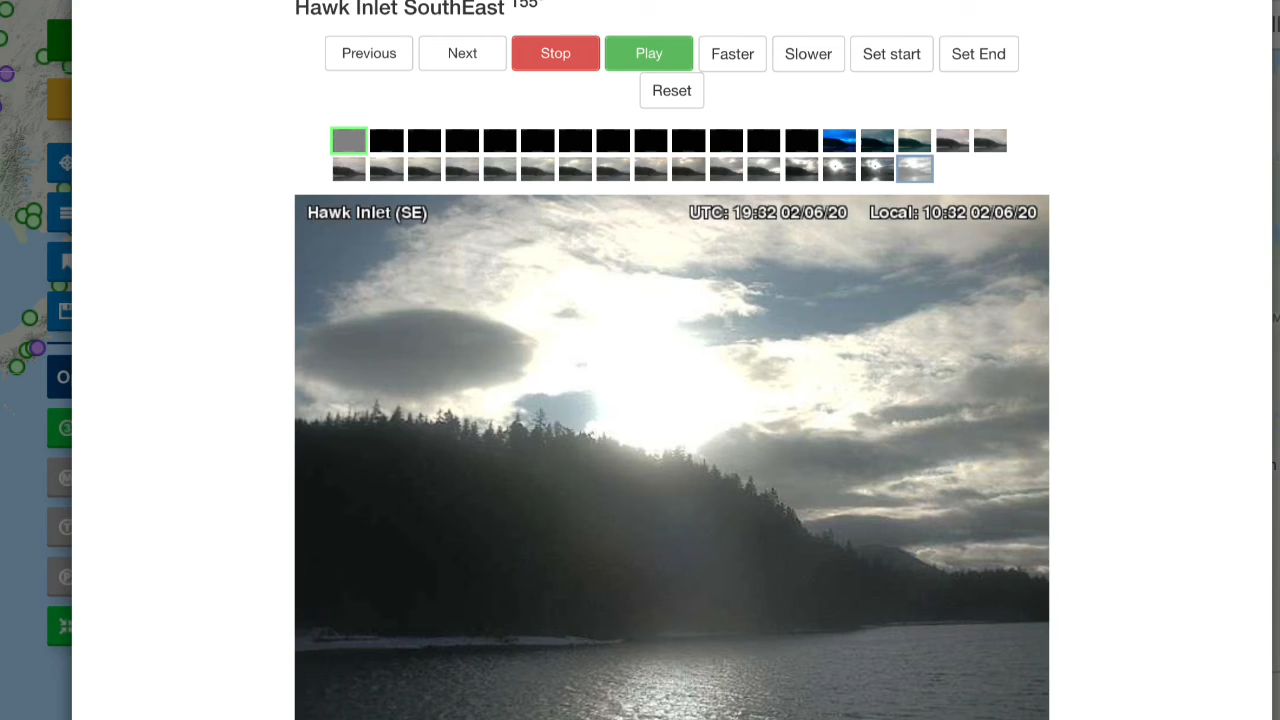 Hawk Inlet SouthEast 155°
Previous Next Stop Play Faster Slower Set start Set End
Reset
Hawk Inlet (SE) UTC: 19:32 02/06/20 Local: 10:32 02/06/20